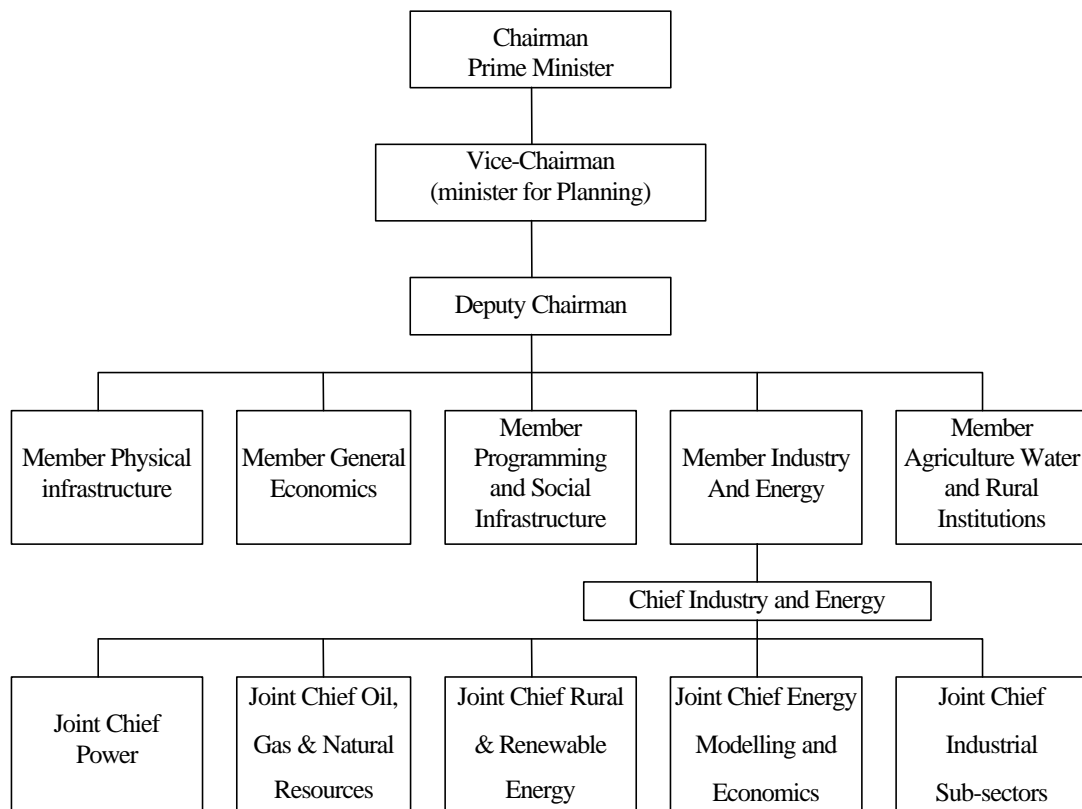 Chairman
Prime Minister
Vice-Chairman
(minister for Planning)
Deputy Chairman
Member Physical
infrastructure
Member General
Economics
Member
Programming
and Social
Infrastructure
Member Industry
And Energy
Member
Agriculture Water
and Rural
Institutions
Chief Industry and Energy
Joint Chief
Power
Joint Chief Oil,
Gas & Natural
Resources
Joint Chief Rural
& Renewable
Energy
Joint Chief Energy
Modelling and
Economics
Joint Chief
Industrial
Sub-sectors